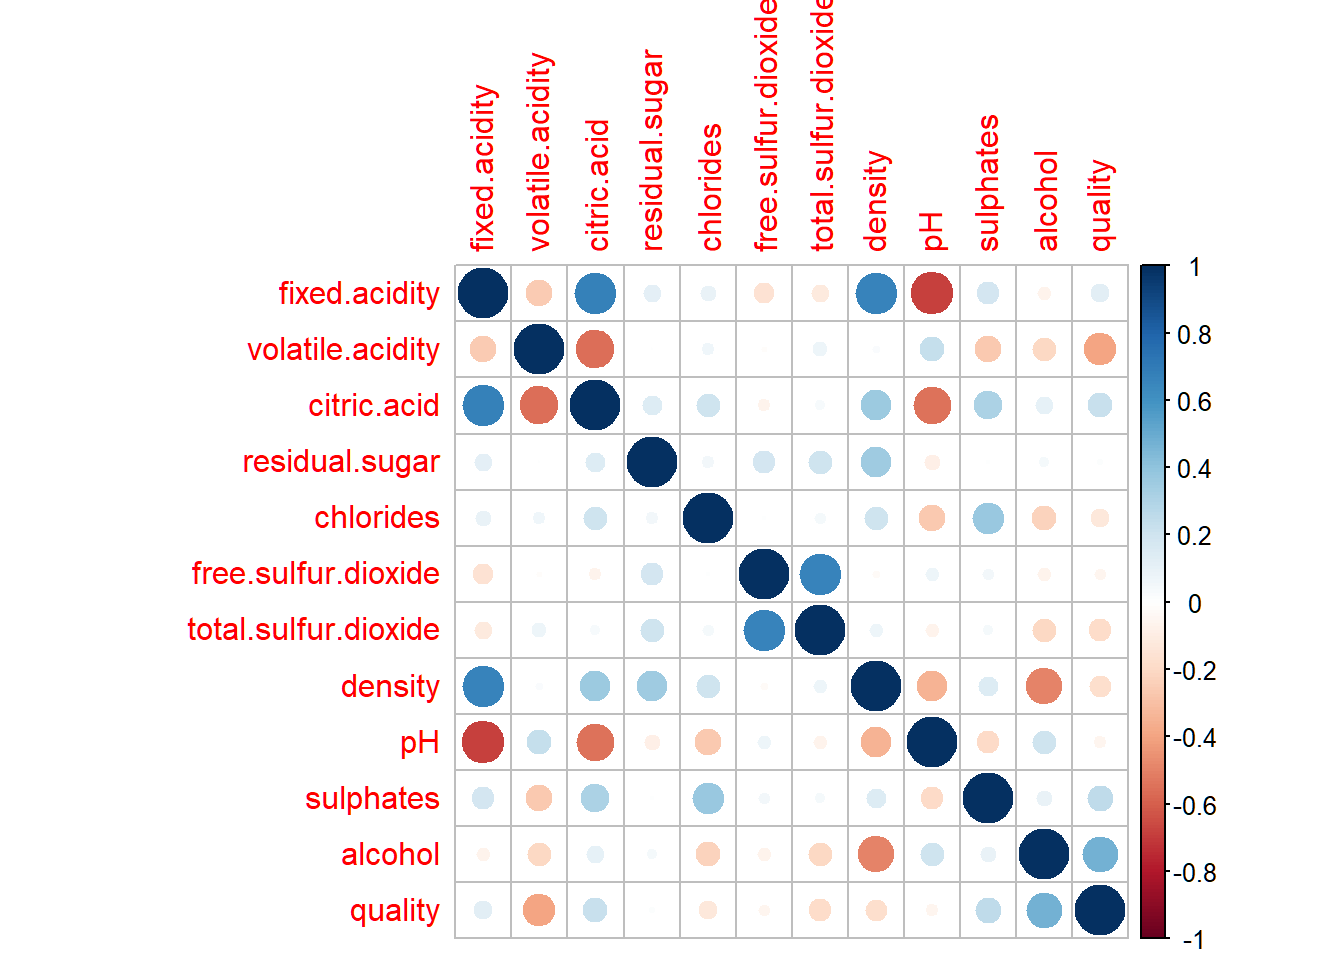 fixed.acidity
volatile.acidity
citric.acid
residual.sugar
chlorides
free.sulfur.dioxide
total.sulfur.dioxide
density
pH
sulphates
alcohol
quality
fixed.acidity
volatile.acidity
citric.acid
residual.sugar
chlorides
free.sulfur.dioxide
total.sulfur.dioxide
density
pH
sulphates
alcohol
quality
1
0.8
0.6
0.4
0.2
0
-0.2
-0.4
-0.6
-0.8
-1